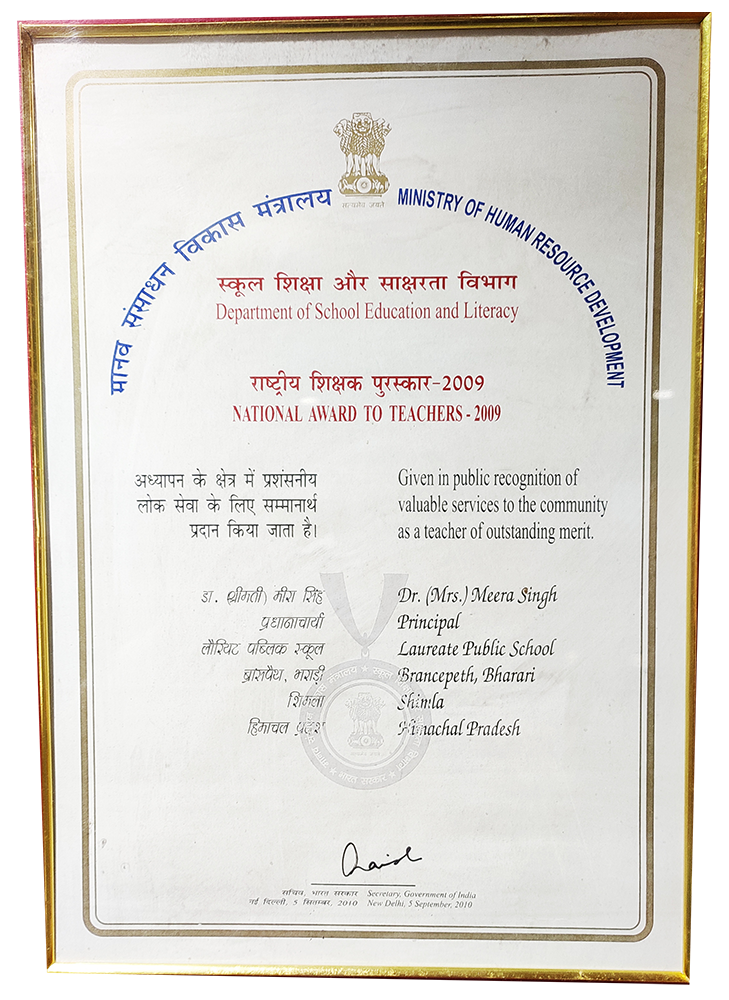 सत्यमेव जयते
मानव संसाधन विकास मंत्रालय
MINISTRY OF HUMAN RESOURCE DEVELOPMENT
स्कूल शिक्षा और साक्षरता विभाग
Department of School Education and Literacy
राष्ट्रीय शिक्षक पुरस्कार-2009
NATIONAL AWARD TO TEACHERS - 2009
अध्यापन के क्षेत्र में प्रशंसनीय
लोक सेवा के लिए सम्मानार्थ
प्रदान किया जाता है।
Given in public recognition of
valuable services to the community
as a teacher of outstanding merit.
डा. (श्रीमती) मीरा सिंह
प्रधानाचार्या
लौरियट पब्लिक स्कूल
ब्रांसपैथ, भराड़ी
शिमला
हिमाचल प्रदेश
Dr. (Mrs.) Meera Singh
Principal
Laureate Public School
Brancepeth, Bharari
Shimla
Himachal Pradesh
भारत सरकार
सचिव, भारत सरकार
नई दिल्ली, 5 सितम्बर, 2010
Secretary, Government of India
New Delhi, 5 September, 2010